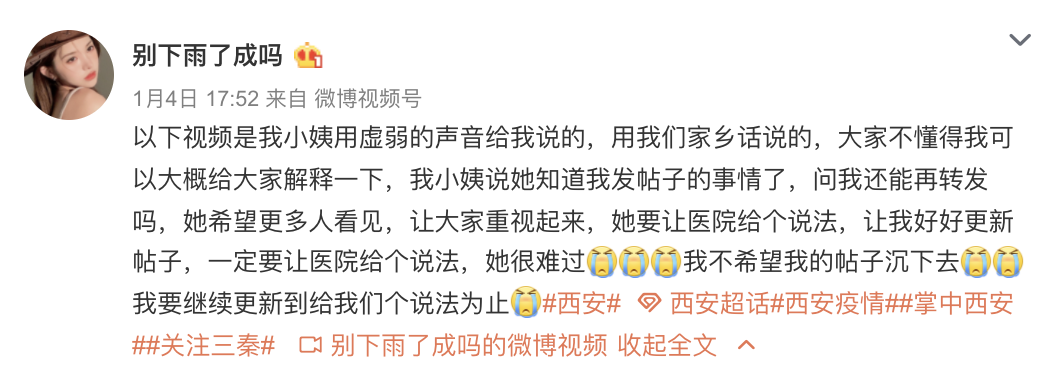 别下雨了成吗
1月4日 17:52 来自 微博视频号
以下视频是我小姨用虚弱的声音给我说的，用我们家乡话说的，大家不懂得我可
以大概给大家解释一下，我小姨说她知道我发帖子的事情了，问我还能再转发
吗，她希望更多人看见，让大家重视起来，她要让医院给个说法，让我好好更新
帖子，一定要让医院给个说法，她很难过😭😭😭我不希望我的帖子沉下去😭😭
我要继续更新到给我们个说法为止😭#西安# 西安超话#西安疫情##掌中西安
##关注三秦# 别下雨了成吗的微博视频 收起全文